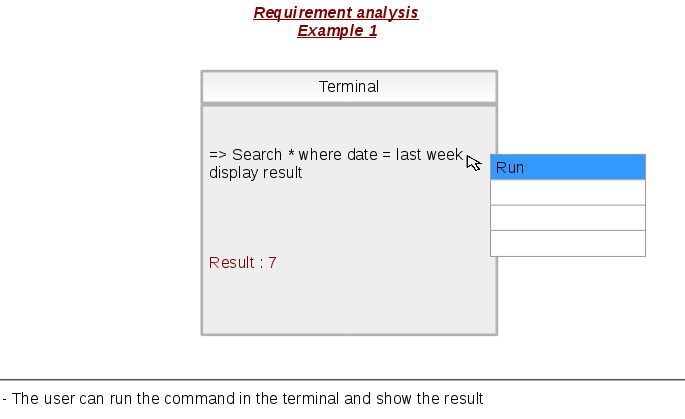 Requirement analysis
Example 1
Terminal
=> Search * where date = last week
display result
Run
Result : 7
- The user can run the command in the terminal and show the result